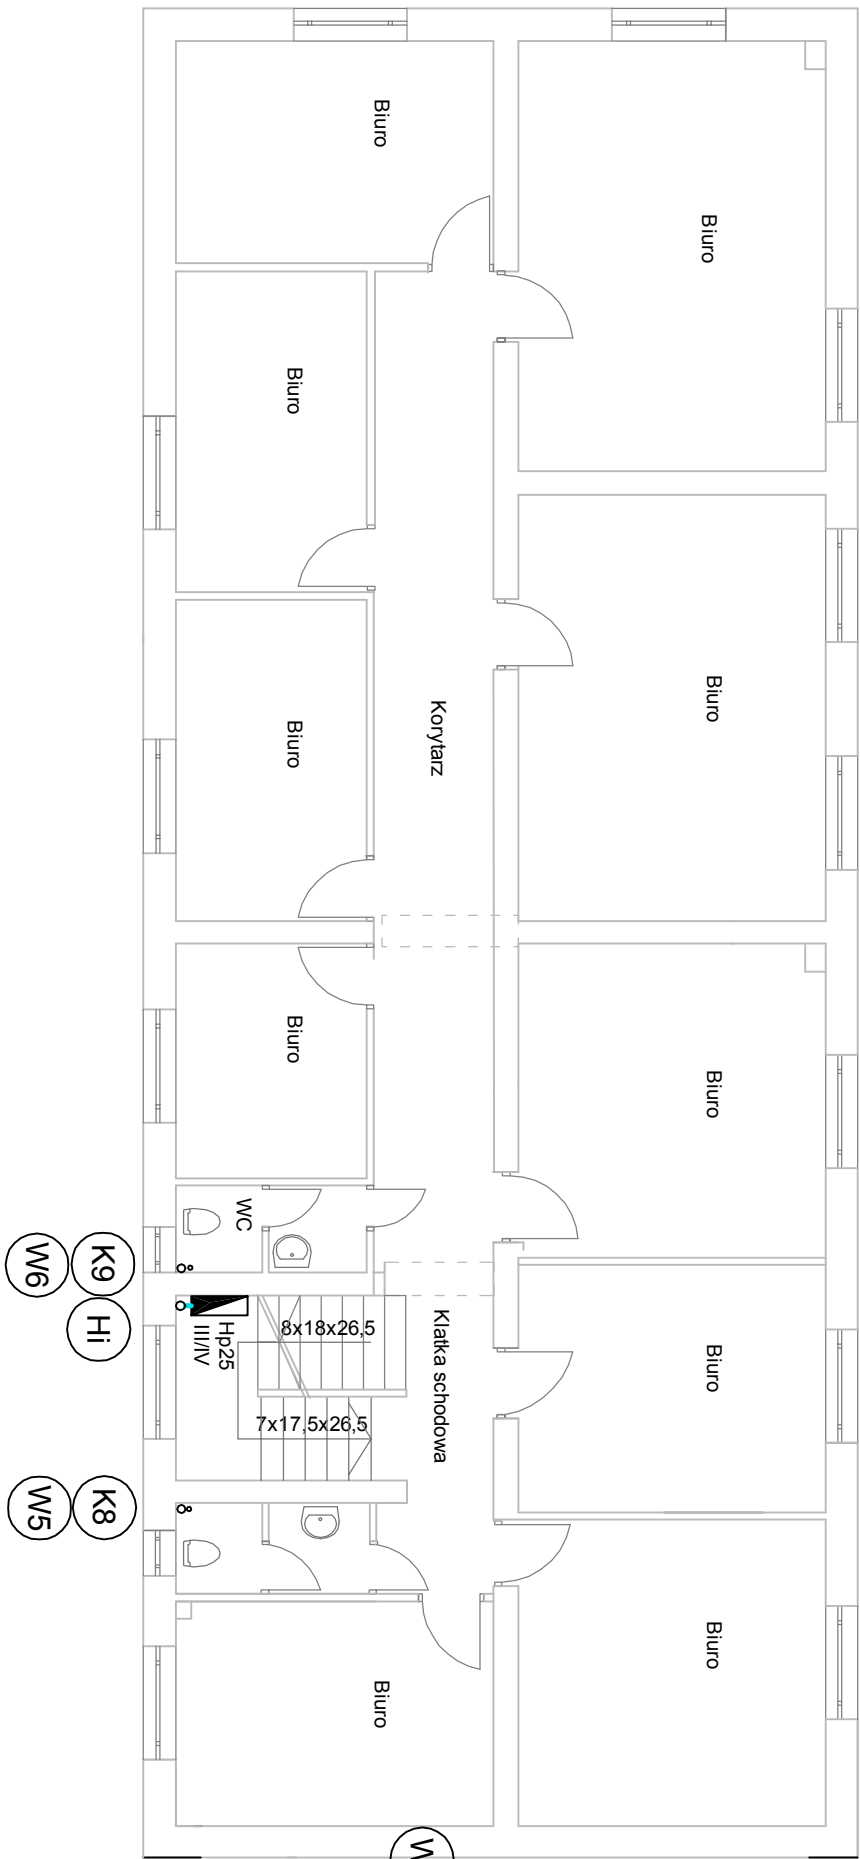 Biuro
Biuro
Biuro
Biuro
Biuro
Korytarz
Biuro
Biuro
WC
K9
W6
Hi
Hp25
III/IV
8x18x26,5
7x17,5x26,5
Klatka schodowa
Biuro
K8
W5
Biuro
Biuro
W